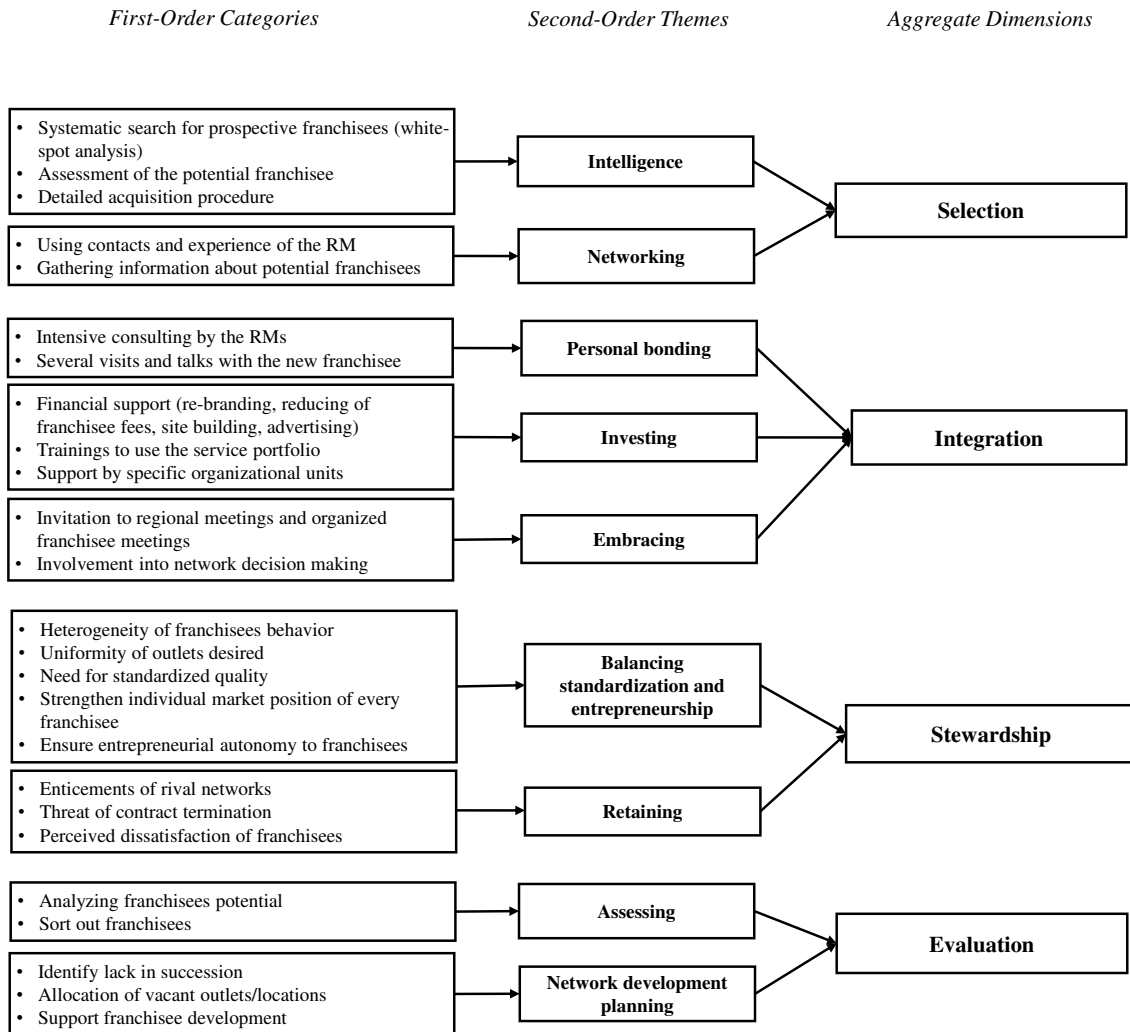 First-Order Categories
Second-Order Themes
Aggregate Dimensions
• Systematic search for prospective franchisees (white-
spot analysis)
• Assessment of the potential franchisee
• Detailed acquisition procedure
Intelligence
Selection
• Using contacts and experience of the RM
• Gathering information about potential franchisees
Networking
• Intensive consulting by the RMs
• Several visits and talks with the new franchisee
Personal bonding
• Financial support (re-branding, reducing of
franchisee fees, site building, advertising)
• Trainings to use the service portfolio
• Support by specific organizational units
Investing
Integration
• Invitation to regional meetings and organized
franchisee meetings
• Involvement into network decision making
Embracing
• Heterogeneity of franchisees behavior
• Uniformity of outlets desired
• Need for standardized quality
• Strengthen individual market position of every
franchisee
• Ensure entrepreneurial autonomy to franchisees
Balancing
standardization and
entrepreneurship
Stewardship
• Enticements of rival networks
• Threat of contract termination
• Perceived dissatisfaction of franchisees
Retaining
• Analyzing franchisees potential
• Sort out franchisees
Assessing
Evaluation
• Identify lack in succession
• Allocation of vacant outlets/locations
• Support franchisee development
Network development
planning